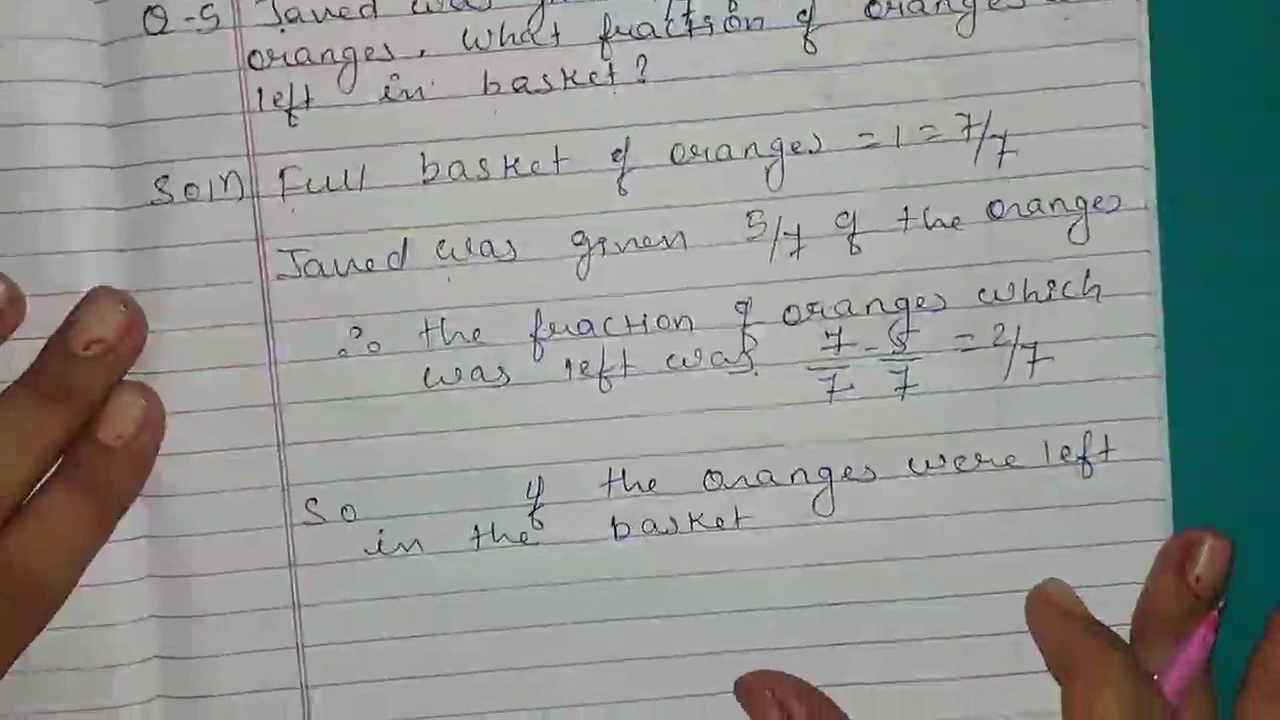 Q-5 Javed was
oranges. What fraction of oranges
left in basket?
Soln Full basket of oranges = 1 = 7/7
Javed was given 5/7 of the oranges
∴ the fraction of oranges which
was left was 7/7 - 5/7 = 2/7
So of the oranges were left
in the basket